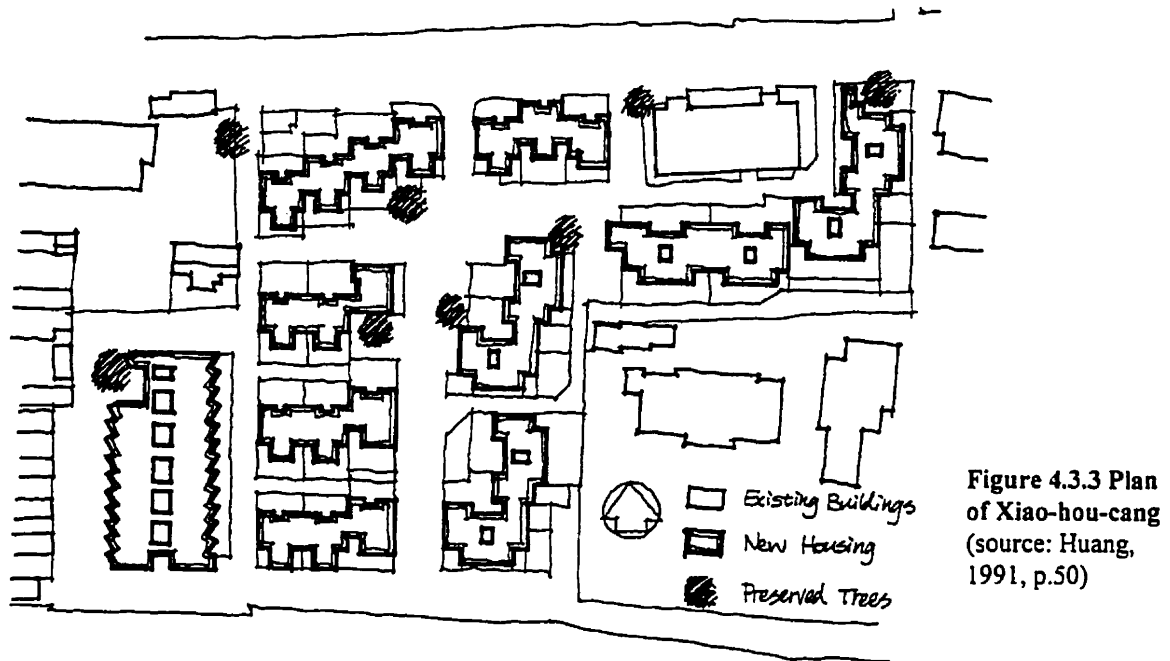 Existing Buildings
New Housing
Preserved Trees
Figure 4.3.3 Plan
of Xiao-hou-cang
(source: Huang,
1991, p.50)